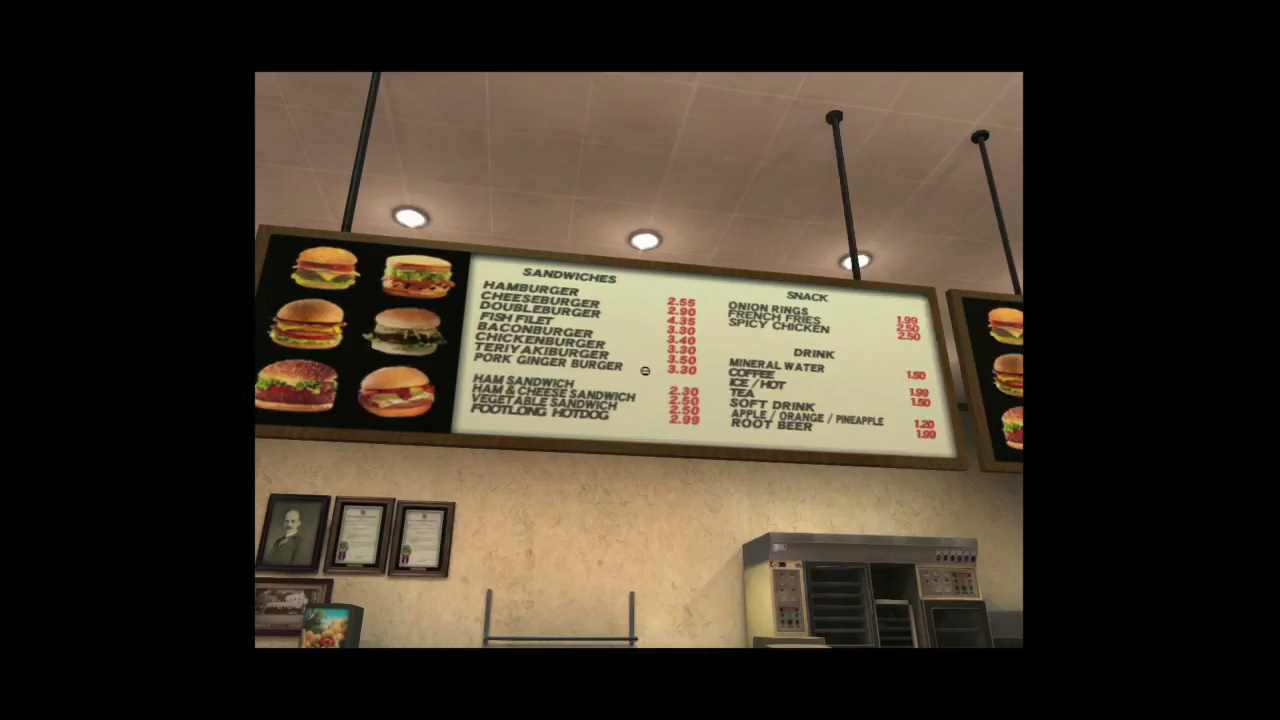 SANDWICHES
HAMBURGER 2.55
CHEESEBURGER 2.90
DOUBLEBURGER 4.35
FISH FILET 3.30
BACONBURGER 3.40
CHICKENBURGER 3.30
TERIYAKIBURGER 3.50
PORK GINGER BURGER 3.30
HAM SANDWICH 2.30
HAM & CHEESE SANDWICH 2.50
VEGETABLE SANDWICH 2.50
FOOTLONG HOTDOG 2.99
SNACK
ONION RINGS 1.99
FRENCH FRIES 2.50
SPICY CHICKEN 2.50
DRINK
MINERAL WATER 1.50
COFFEE
ICE / HOT 1.99
TEA 1.50
SOFT DRINK
APPLE / ORANGE / PINEAPPLE 1.20
ROOT BEER 1.99